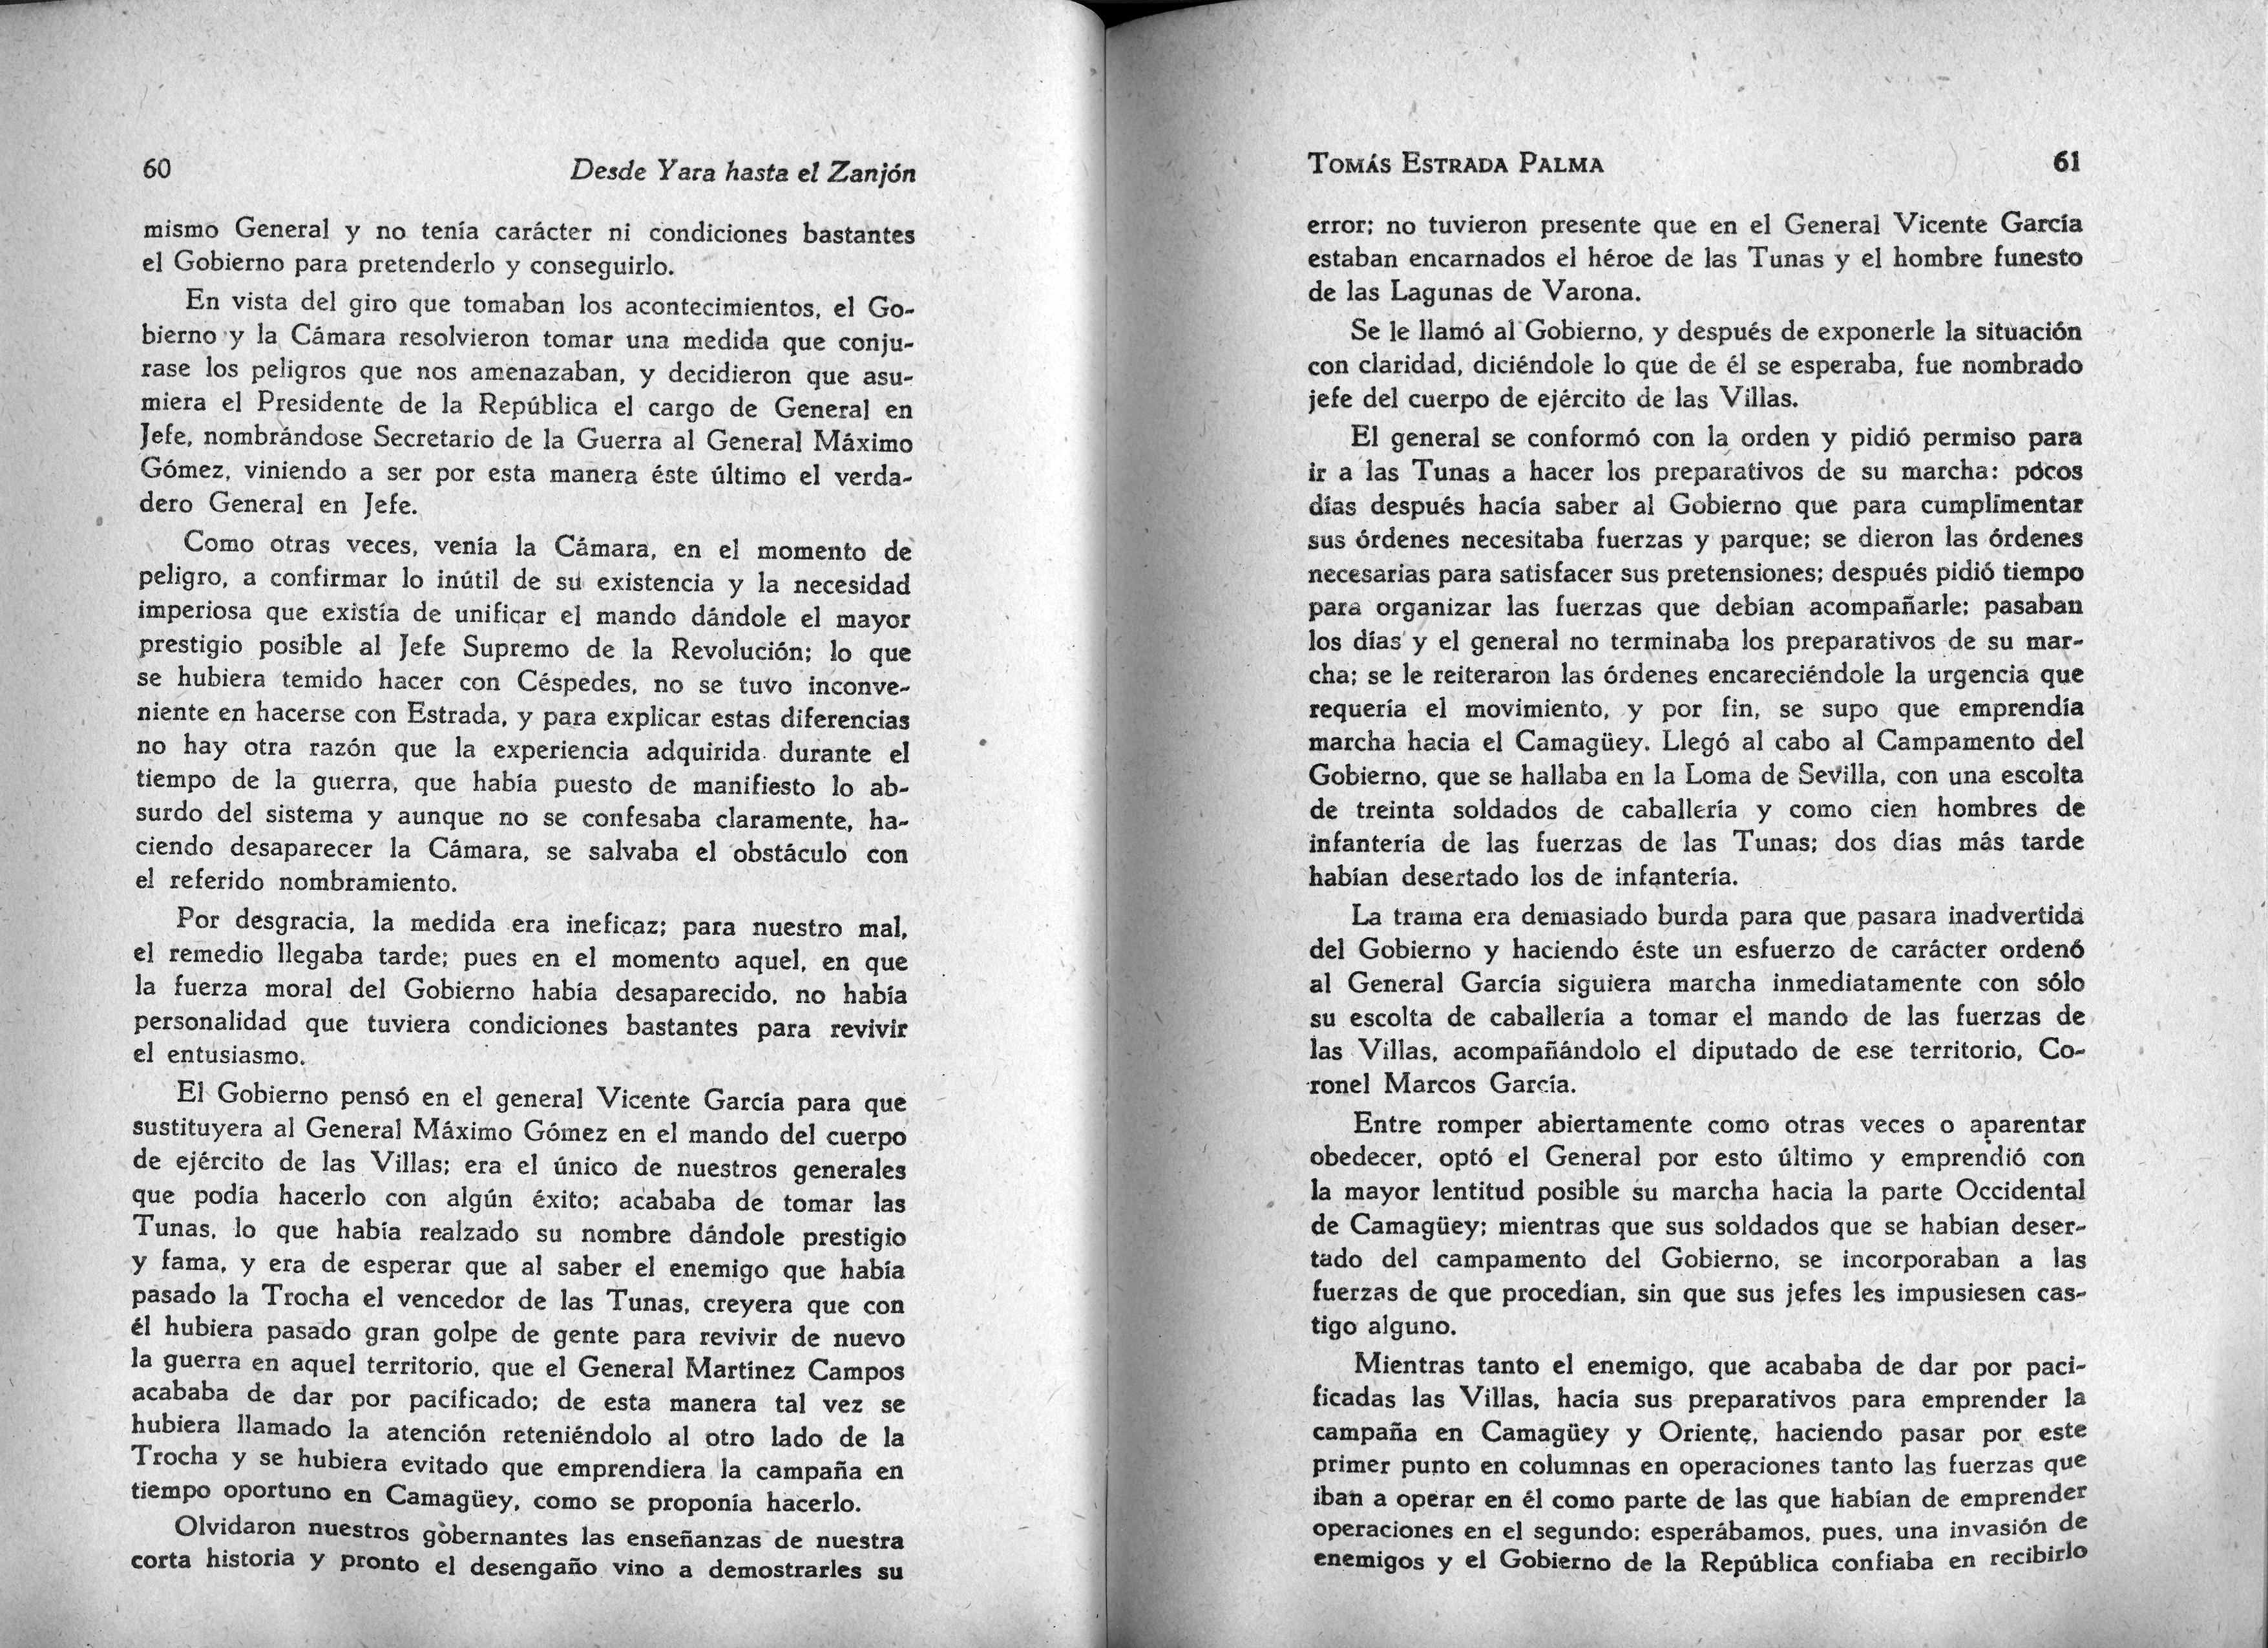 60 Desde Yara hasta el Zanjón
mismo General y no tenía carácter ni condiciones bastantes
el Gobierno para pretenderlo y conseguirlo.
En vista del giro que tomaban los acontecimientos, el Go-
bierno y la Cámara resolvieron tomar una medida que conju-
rase los peligros que nos amenazaban, y decidieron que asu-
miera el Presidente de la República el cargo de General en
Jefe, nombrándose Secretario de la Guerra al General Máximo
Gómez, viniendo a ser por esta manera éste último el verda-
dero General en Jefe.
Como otras veces, venía la Cámara, en el momento de
peligro, a confirmar lo inútil de su existencia y la necesidad
imperiosa que existía de unificar el mando dándole el mayor
prestigio posible al Jefe Supremo de la Revolución; lo que
se hubiera temido hacer con Céspedes, no se tuvo inconve-
niente en hacerse con Estrada, y para explicar estas diferencias
no hay otra razón que la experiencia adquirida durante el
tiempo de la guerra, que había puesto de manifiesto lo ab-
surdo del sistema y aunque no se confesaba claramente, ha-
ciendo desaparecer la Cámara, se salvaba el obstáculo con
el referido nombramiento.
Por desgracia, la medida era ineficaz; para nuestro mal,
el remedio llegaba tarde; pues en el momento aquel, en que
la fuerza moral del Gobierno había desaparecido, no había
personalidad que tuviera condiciones bastantes para revivir
el entusiasmo.
El Gobierno pensó en el general Vicente García para que
sustituyera al General Máximo Gómez en el mando del cuerpo
de ejército de las Villas; era el único de nuestros generales
que podía hacerlo con algún éxito; acababa de tomar las
Tunas, lo que había realzado su nombre dándole prestigio
y fama, y era de esperar que al saber el enemigo que había
pasado la Trocha el vencedor de las Tunas, creyera que con
él hubiera pasado gran golpe de gente para revivir de nuevo
la guerra en aquel territorio, que el General Martínez Campos
acababa de dar por pacificado; de esta manera tal vez se
hubiera llamado la atención reteniéndolo al otro lado de la
Trocha y se hubiera evitado que emprendiera la campaña en
tiempo oportuno en Camagüey, como se proponía hacerlo.
Olvidaron nuestros gobernantes las enseñanzas de nuestra
corta historia y pronto el desengaño vino a demostrarles su
TOMÁS ESTRADA PALMA 61
error; no tuvieron presente que en el General Vicente García
estaban encarnados el héroe de las Tunas y el hombre funesto
de las Lagunas de Varona.
Se le llamó al Gobierno, y después de exponerle la situación
con claridad, diciéndole lo que de él se esperaba, fue nombrado
jefe del cuerpo de ejército de las Villas.
El general se conformó con la orden y pidió permiso para
ir a las Tunas a hacer los preparativos de su marcha: pocos
días después hacía saber al Gobierno que para cumplimentar
sus órdenes necesitaba fuerzas y parque; se dieron las órdenes
necesarias para satisfacer sus pretensiones; después pidió tiempo
para organizar las fuerzas que debían acompañarle; pasaban
los días y el general no terminaba los preparativos de su mar-
cha; se le reiteraron las órdenes encareciéndole la urgencia que
requería el movimiento, y por fin, se supo que emprendía
marcha hacia el Camagüey. Llegó al cabo al Campamento del
Gobierno, que se hallaba en la Loma de Sevilla, con una escolta
de treinta soldados de caballería y como cien hombres de
infantería de las fuerzas de las Tunas; dos días más tarde
habían desertado los de infantería.
La trama era demasiado burda para que pasara inadvertida
del Gobierno y haciendo éste un esfuerzo de carácter ordenó
al General García siguiera marcha inmediatamente con sólo
su escolta de caballería a tomar el mando de las fuerzas de
las Villas, acompañándolo el diputado de ese territorio, Co-
ronel Marcos García.
Entre romper abiertamente como otras veces o aparentar
obedecer, optó el General por esto último y emprendió con
la mayor lentitud posible su marcha hacia la parte Occidental
de Camagüey; mientras que sus soldados que se habían deser-
tado del campamento del Gobierno, se incorporaban a las
fuerzas de que procedían, sin que sus jefes les impusiesen cas-
tigo alguno.
Mientras tanto el enemigo, que acababa de dar por paci-
ficadas las Villas, hacía sus preparativos para emprender la
campaña en Camagüey y Oriente, haciendo pasar por este
primer punto en columnas en operaciones tanto las fuerzas que
iban a operar en él como parte de las que habían de emprender
operaciones en el segundo: esperábamos, pues, una invasión de
enemigos y el Gobierno de la República confiaba en recibirlo